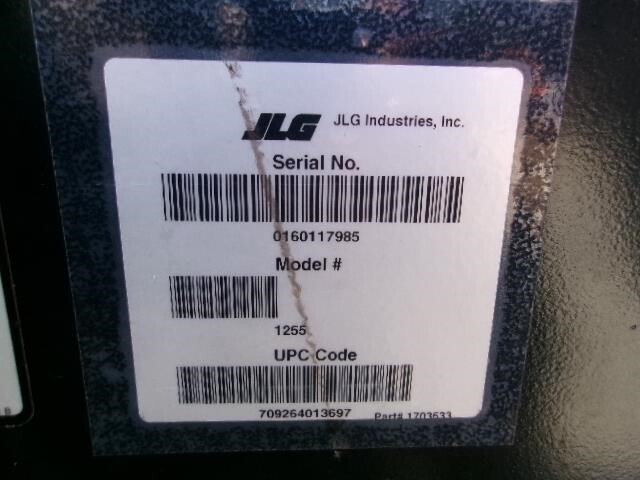 JLG JLG Industries, Inc.
Serial No.
0160117985
Model #
1255
UPC Code
709264013697 Part# 1703633